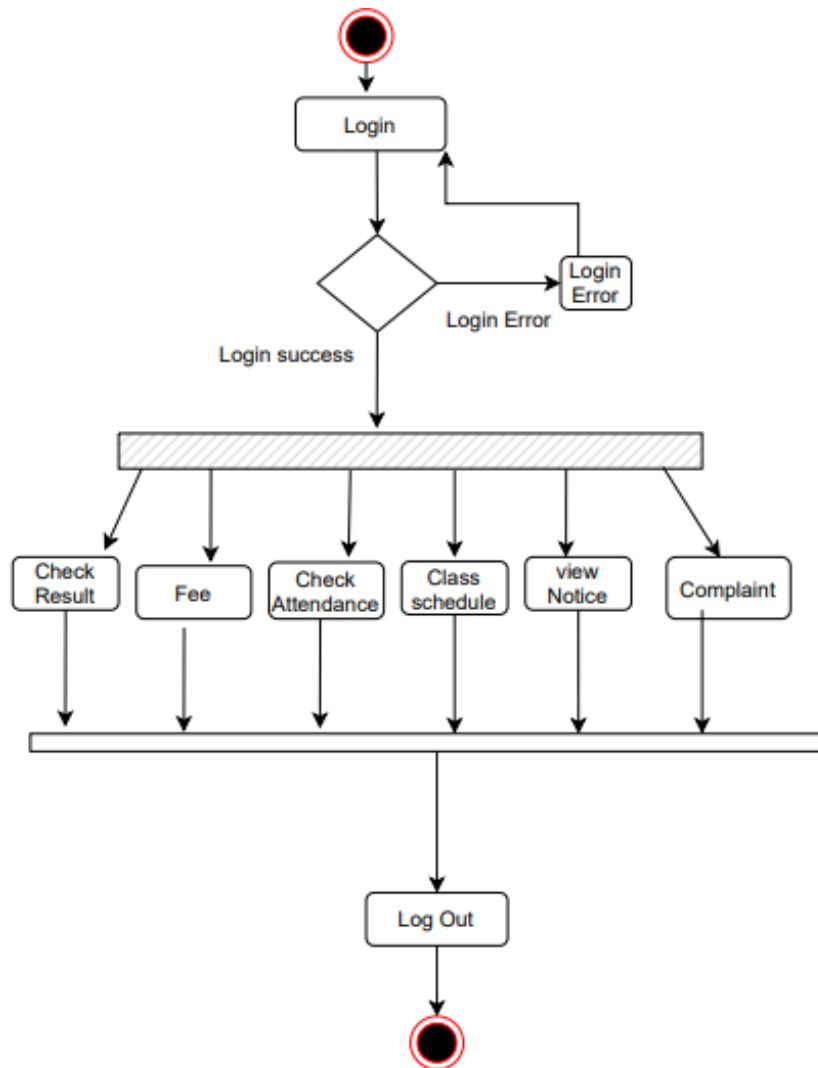 Login
Login
Error
Login Error
Login success
Check
Result
Fee
Check
Attendance
Class
schedule
view
Notice
Complaint
Log Out